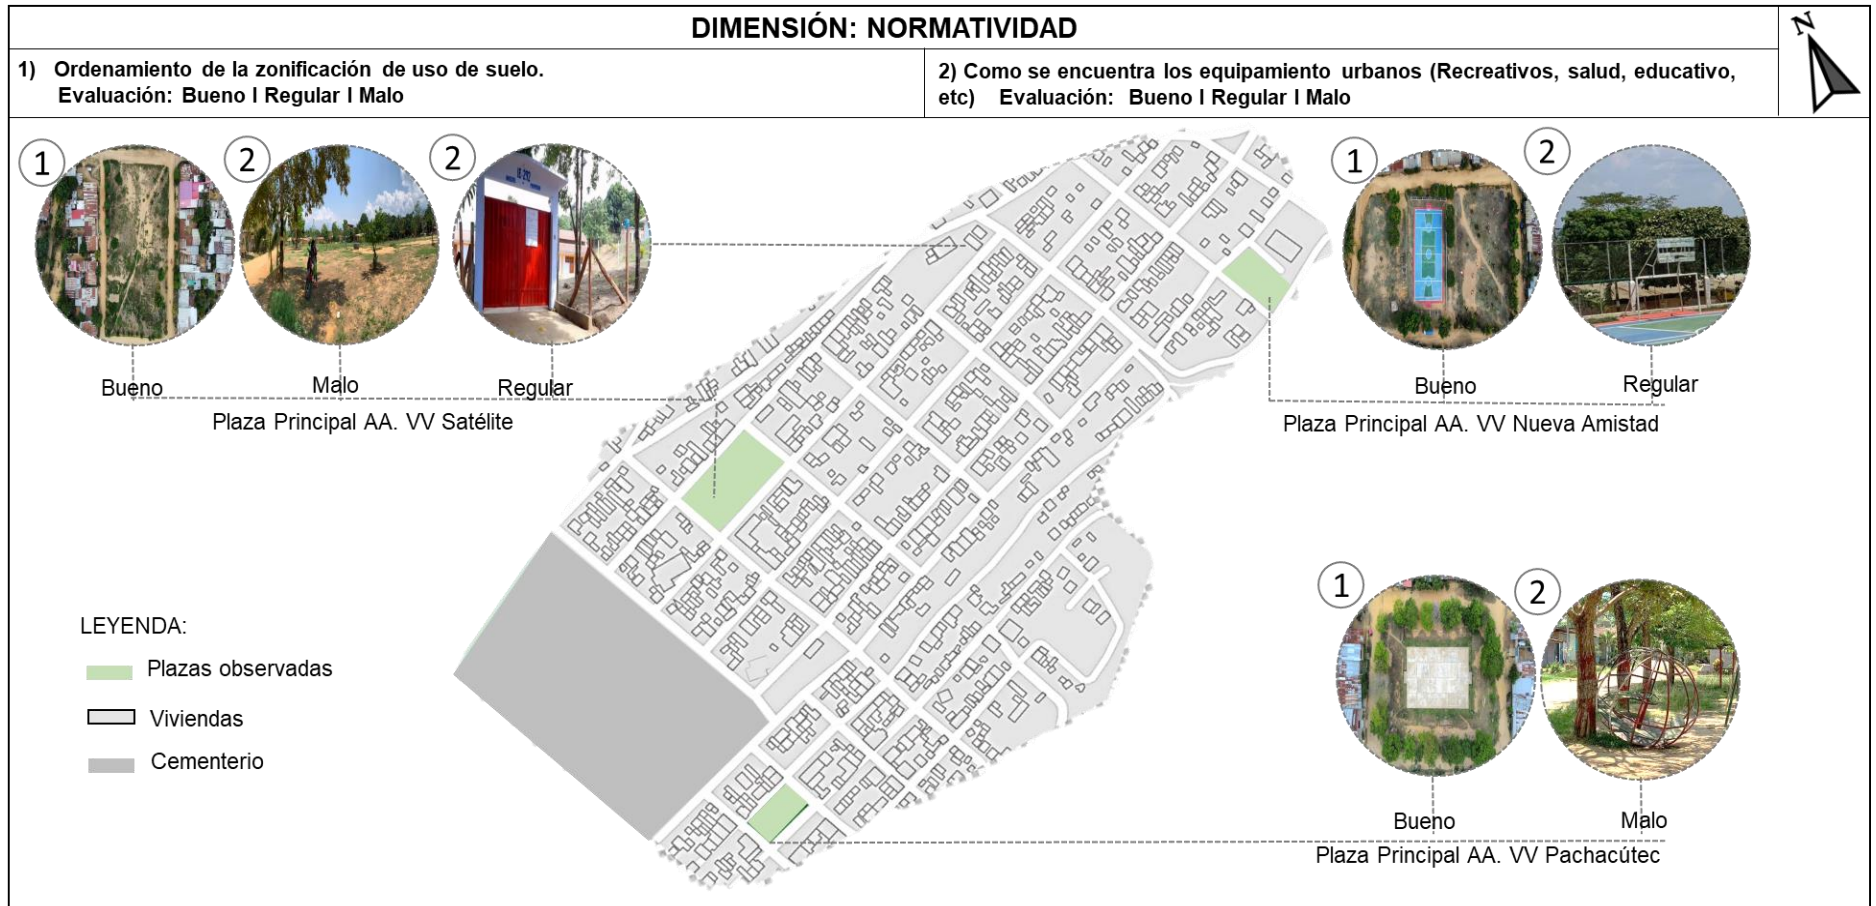 DIMENSIÓN: NORMATIVIDAD
N
1) Ordenamiento de la zonificación de uso de suelo.
Evaluación: Bueno I Regular I Malo
2) Como se encuentra los equipamiento urbanos (Recreativos, salud, educativo,
etc) Evaluación: Bueno I Regular I Malo
1
2
2
Bueno
Malo
Regular
Plaza Principal AA. VV Satélite
1
2
Bueno
Regular
Plaza Principal AA. VV Nueva Amistad
1
2
Bueno
Malo
Plaza Principal AA. VV Pachacútec
LEYENDA:
Plazas observadas
Viviendas
Cementerio